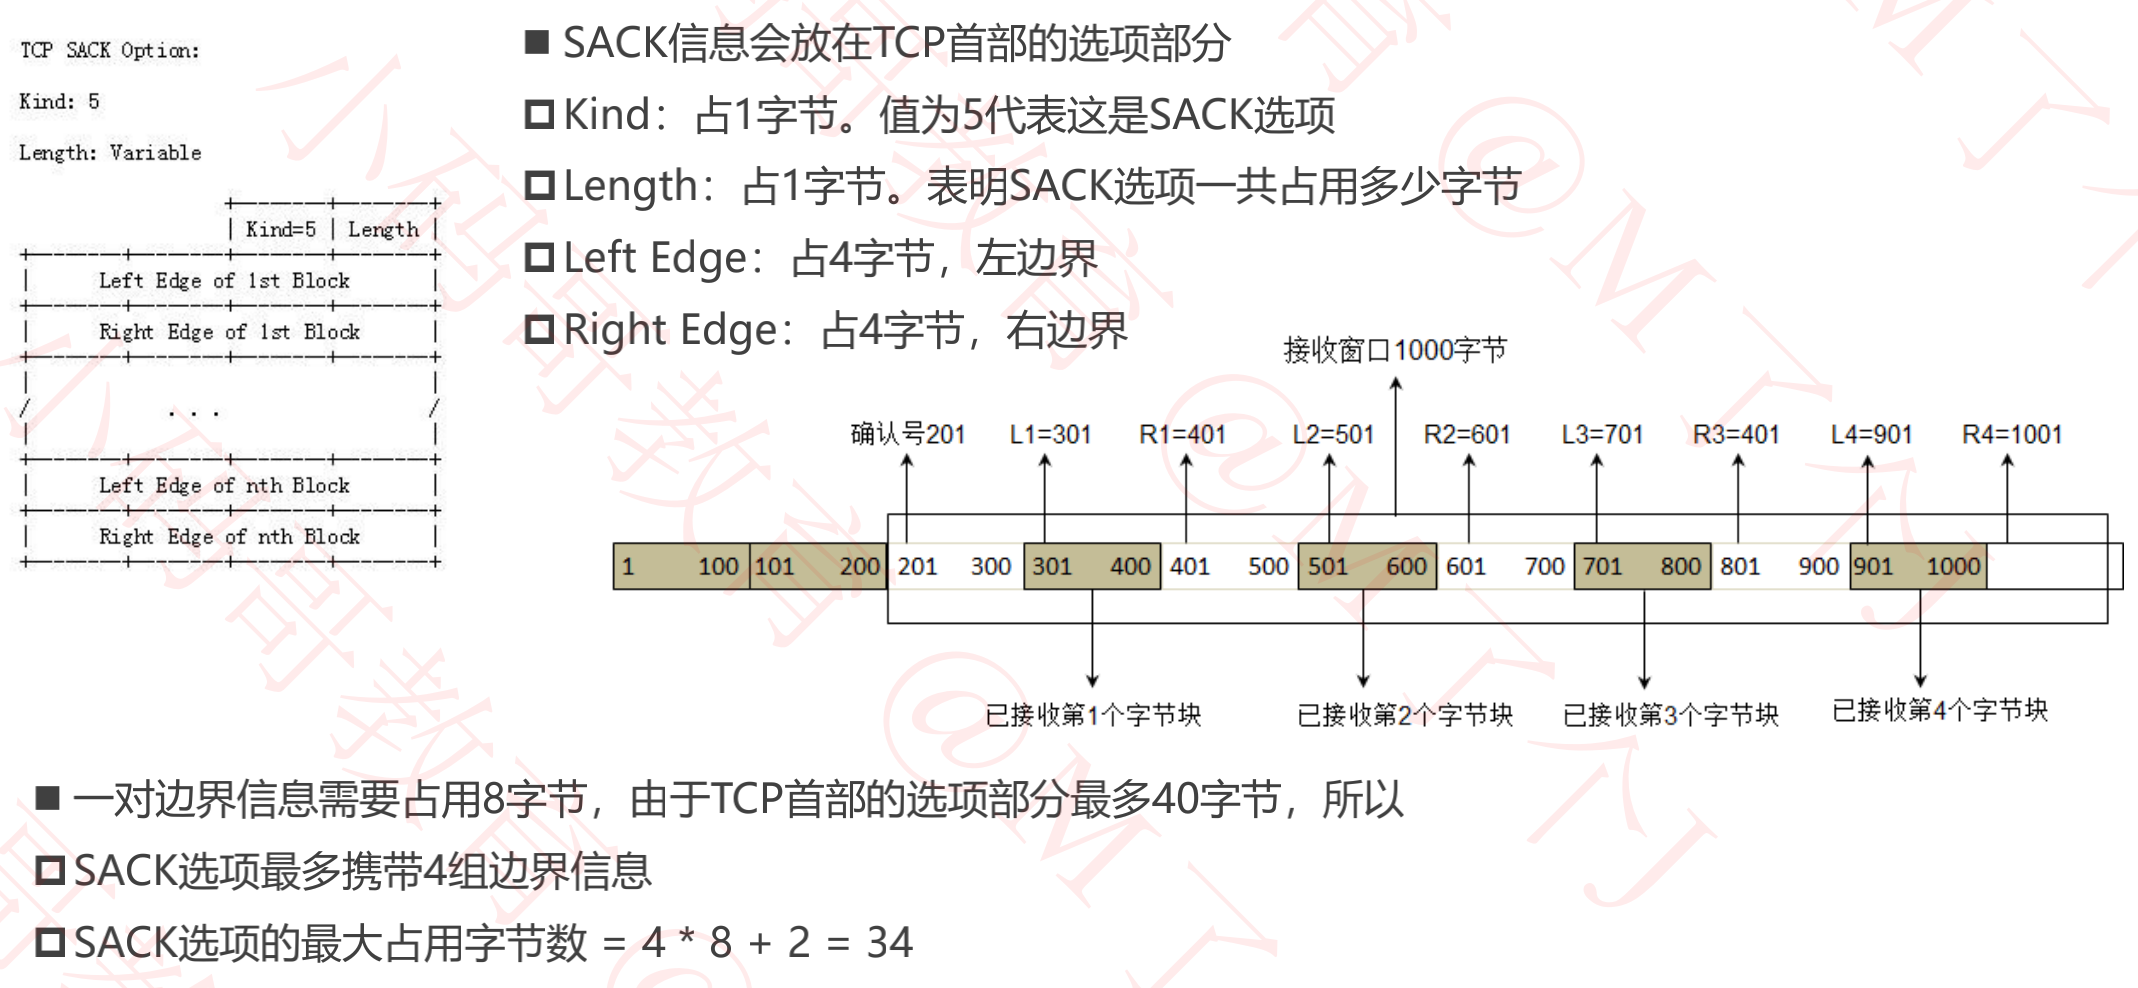 TCP SACK Option:
Kind: 5
Length: Variable
Kind=5 Length
Left Edge of 1st Block
Right Edge of 1st Block
. . .
Left Edge of nth Block
Right Edge of nth Block
■ SACK信息会放在TCP首部的选项部分
Kind：占1字节。值为5代表这是SACK选项
Length：占1字节。表明SACK选项一共占用多少字节
Left Edge：占4字节，左边界
Right Edge：占4字节，右边界
接收窗口1000字节
确认号201 L1=301 R1=401 L2=501 R2=601 L3=701 R3=401 L4=901 R4=1001
1 100 101 200 201 300 301 400 401 500 501 600 601 700 701 800 801 900 901 1000
已接收第1个字节块 已接收第2个字节块 已接收第3个字节块 已接收第4个字节块
■ 一对边界信息需要占用8字节，由于TCP首部的选项部分最多40字节，所以
SACK选项最多携带4组边界信息
SACK选项的最大占用字节数 = 4 * 8 + 2 = 34
小码哥教育 @M了个J